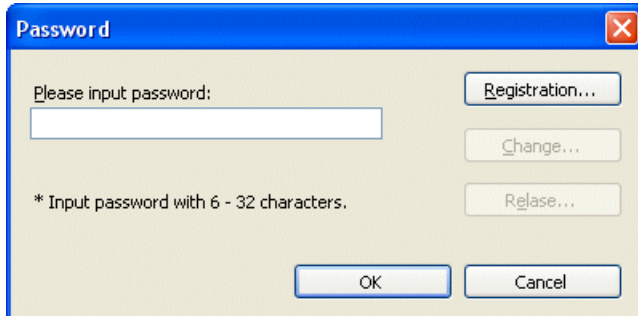 Password
Please input password:
Registration...
Change...
* Input password with 6 - 32 characters.
Relase...
OK
Cancel